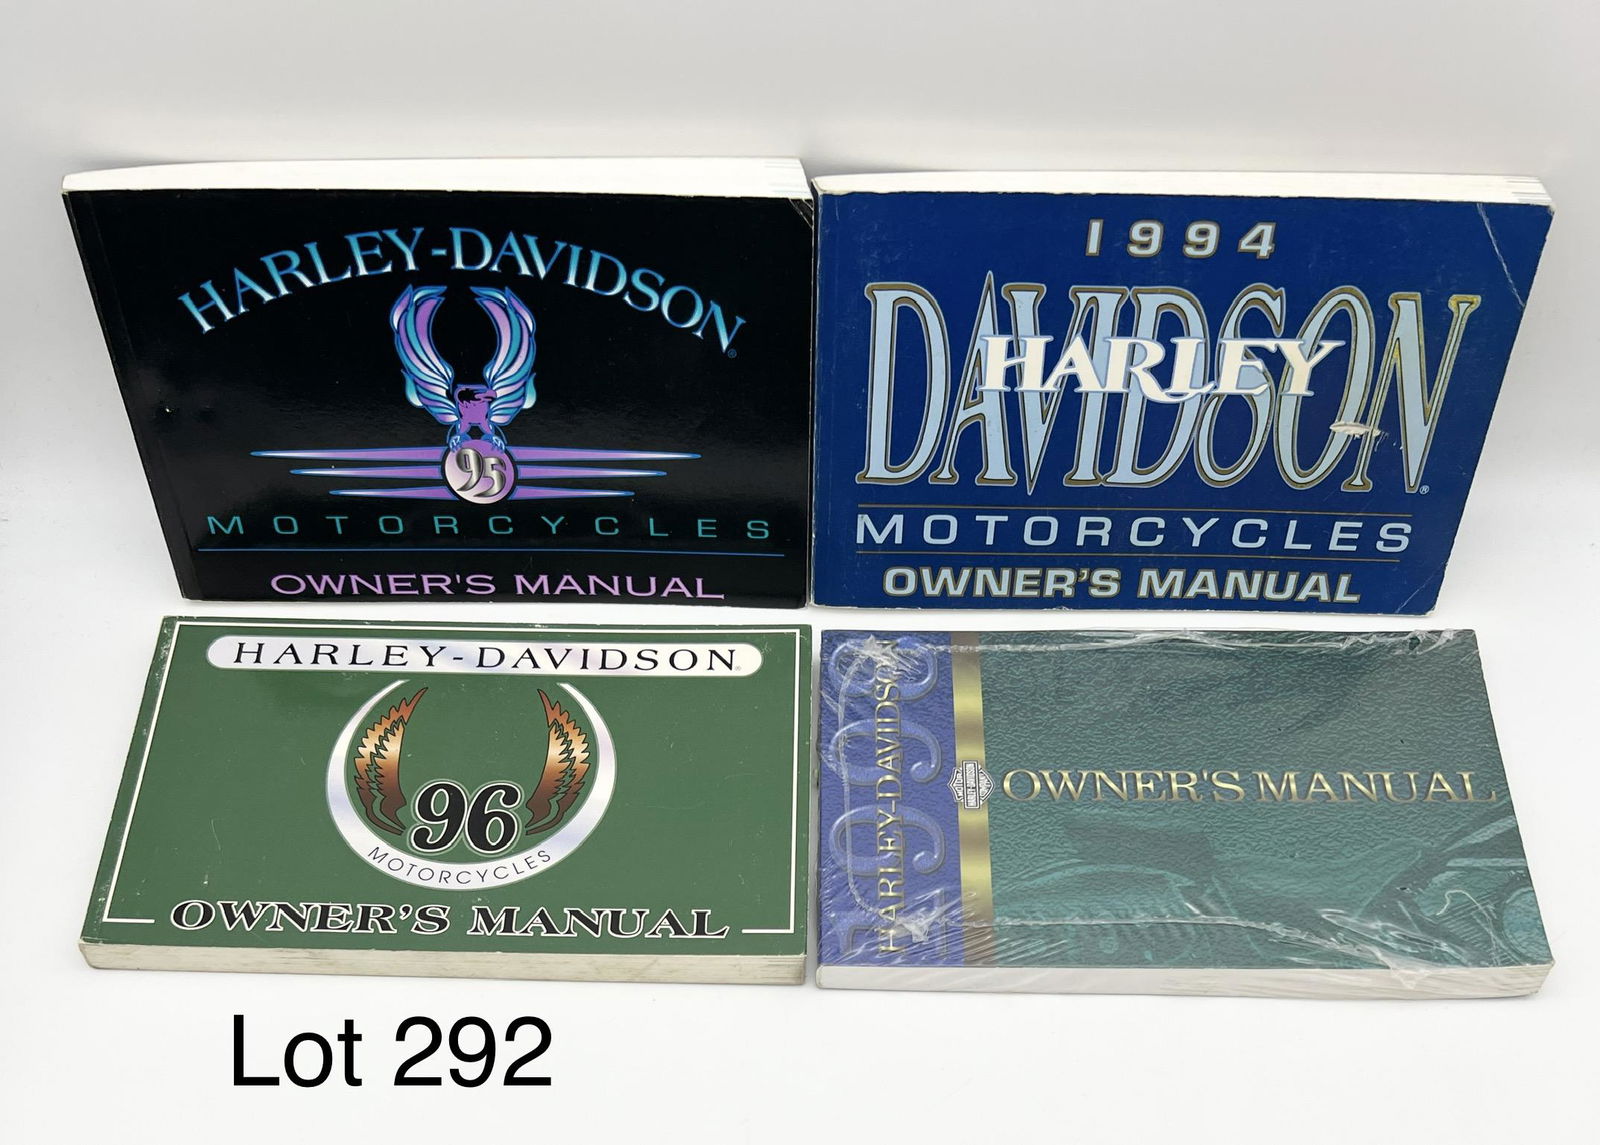 HARLEY-DAVIDSON®
95
MOTORCYCLES
OWNER'S MANUAL
1994
DAVIDSON®
HARLEY
MOTORCYCLES
OWNER'S MANUAL
HARLEY-DAVIDSON
96
MOTORCYCLES
OWNER'S MANUAL
HARLEY-DAVIDSON
OWNER'S MANUAL
Lot 292